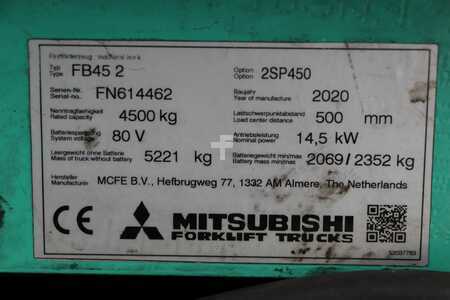 Typ Type FB45 2 Option Option 2SP450
Serien-Nr. Serial-No. FN614462 Baujahr Year of manufacture 2020
Nenntragfähigkeit Rated capacity 4500 kg Lastschwerpunktabstand Load center distance 500 mm
Batteriespannung System voltage 80 V Antriebsleistung Nominal power 14,5 kW
Leergewicht ohne Batterie Mass of truck without battery 5221 kg Batteriegewicht min/max Battery mass min/max 2069/2352 kg
Hersteller Manufacturer MCFE B.V., Hefbrugweg 77, 1332 AM Almere, The Netherlands
CE MITSUBISHI
FORKLIFT TRUCKS